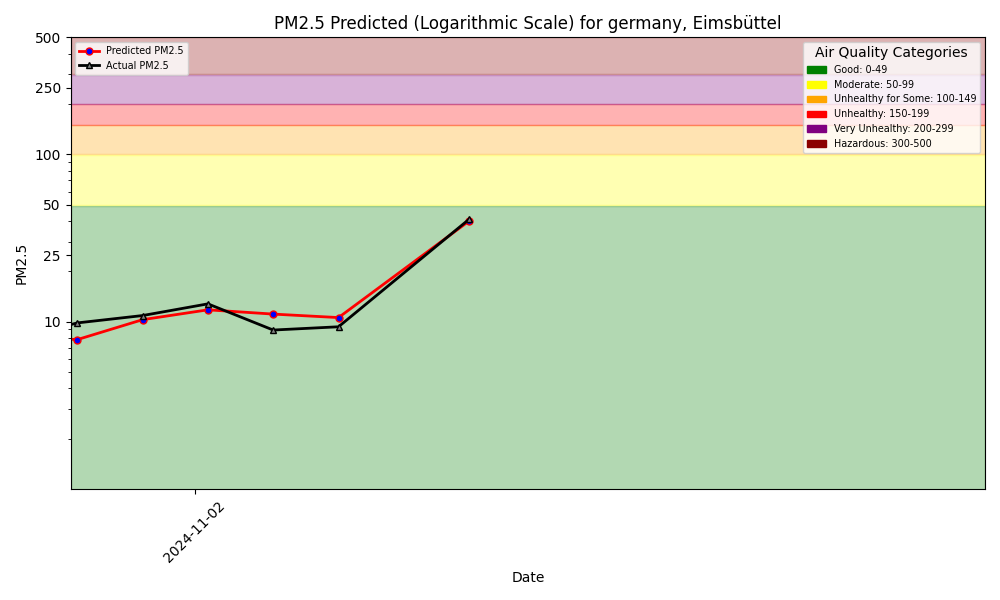 PM2.5 Predicted (Logarithmic Scale) for germany, Eimsbüttel
500
250
100
50
25
10
PM2.5
Predicted PM2.5
Actual PM2.5
Air Quality Categories
Good: 0-49
Moderate: 50-99
Unhealthy for Some: 100-149
Unhealthy: 150-199
Very Unhealthy: 200-299
Hazardous: 300-500
2024-11-02
Date